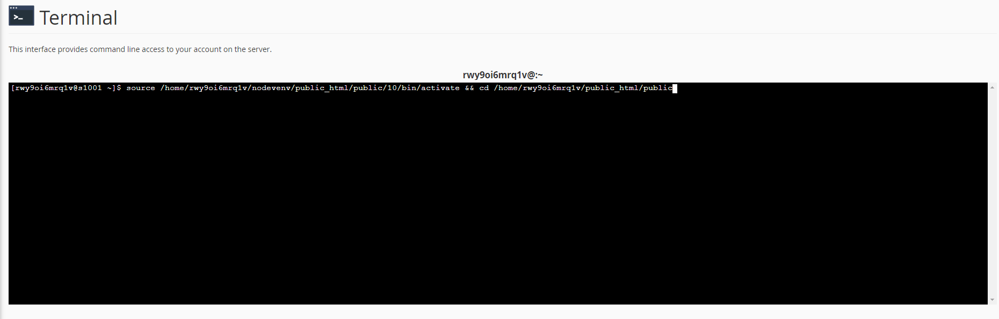 >_ Terminal
This interface provides command line access to your account on the server.
rwy9oi6mrq1v@:~
[rwy9oi6mrq1v@s1001 ~]$ source /home/rwy9oi6mrq1v/nodevenv/public_html/public/10/bin/activate && cd /home/rwy9oi6mrq1v/public_html/public